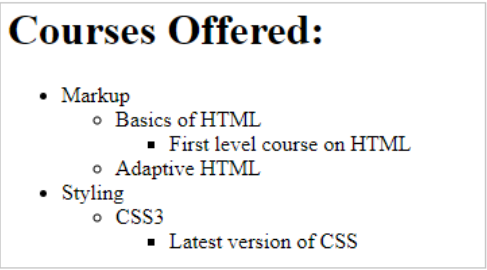 Courses Offered:
Markup
Basics of HTML
First level course on HTML
Adaptive HTML
Styling
CSS3
Latest version of CSS